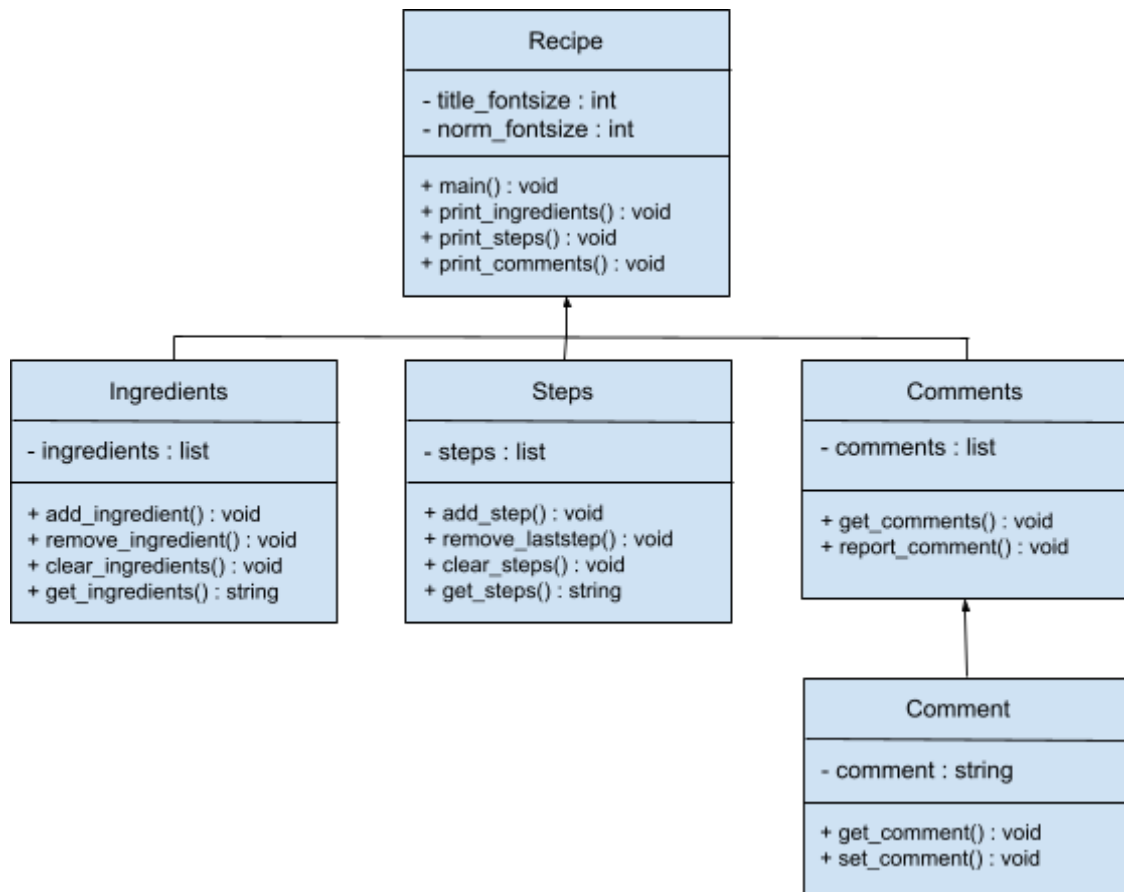 Recipe
- title_fontsize : int
- norm_fontsize : int
+ main() : void
+ print_ingredients() : void
+ print_steps() : void
+ print_comments() : void
Ingredients
- ingredients : list
+ add_ingredient() : void
+ remove_ingredient() : void
+ clear_ingredients() : void
+ get_ingredients() : string
Steps
- steps : list
+ add_step() : void
+ remove_laststep() : void
+ clear_steps() : void
+ get_steps() : string
Comments
- comments : list
+ get_comments() : void
+ report_comment() : void
Comment
- comment : string
+ get_comment() : void
+ set_comment() : void